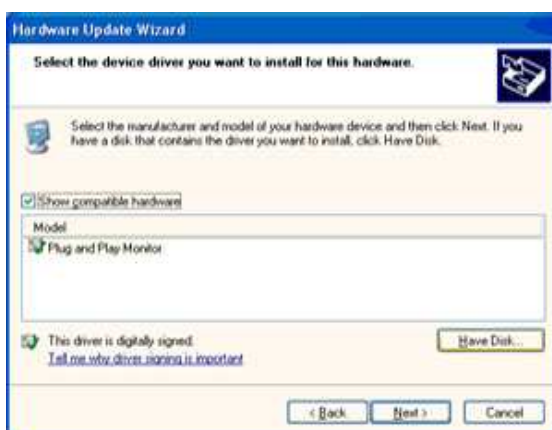 Hardware Update Wizard
Select the device driver you want to install for this hardware.
Select the manufacturer and model of your hardware device and then click Next. If you
have a disk that contains the driver you want to install, click Have Disk.
Show compatible hardware
Model
Plug and Play Monitor
This driver is digitally signed.
Have Disk...
Tell me why driver signing is important
< Back
Next >
Cancel